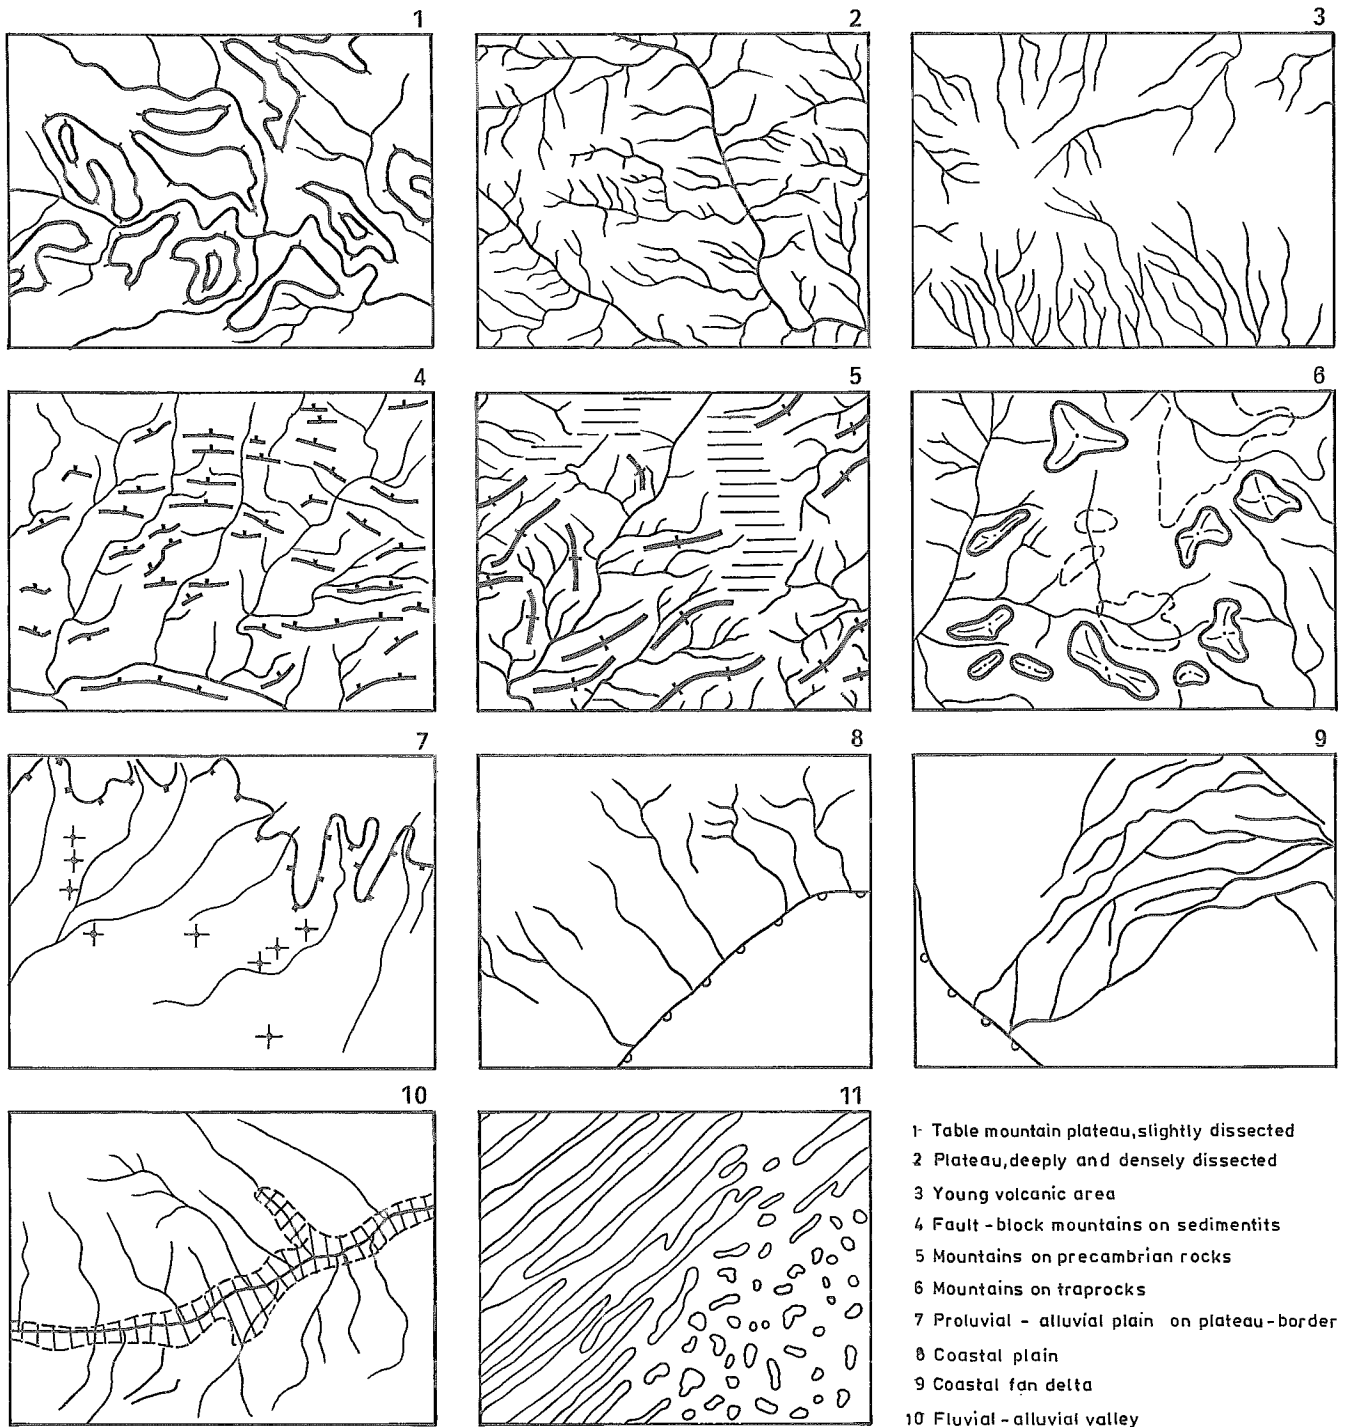 1
2
3
4
5
6
7
8
9
10
11
1 Table mountain plateau, slightly dissected
2 Plateau, deeply and densely dissected
3 Young volcanic area
4 Fault-block mountains on sedimentits
5 Mountains on precambrian rocks
6 Mountains on traprocks
7 Proluvial - alluvial plain on plateau-border
8 Coastal plain
9 Coastal fan delta
10 Fluvial-alluvial valley